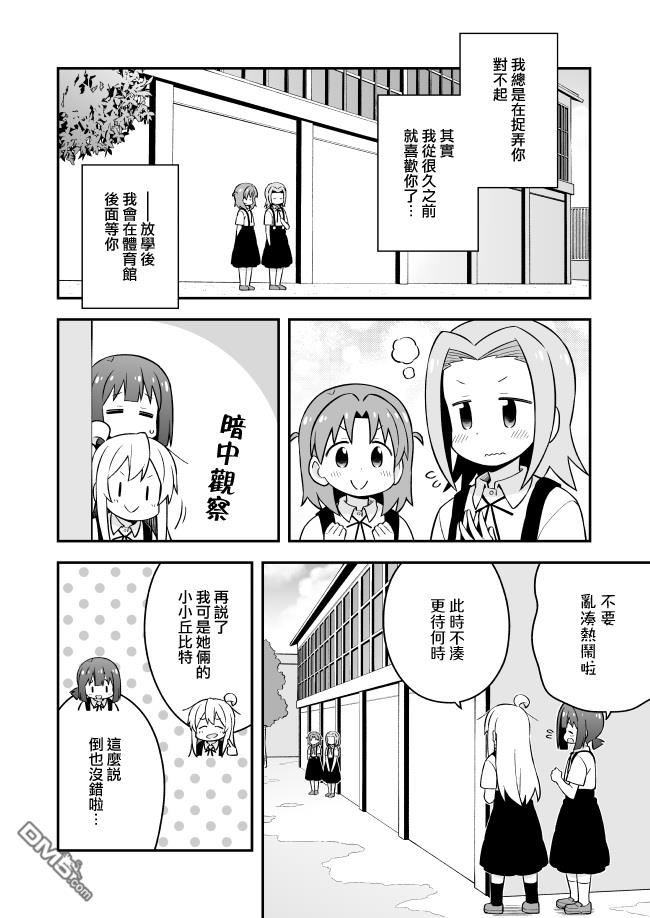 我總是在捉弄你
對不起
其實
我從很久之前
就喜歡你了…
——放學後
我會在體育館
後面等你
暗中觀察
不要
亂湊熱鬧啦
此時不湊
更待何時
再說了
我可是她倆的
小小丘比特
這麼說
倒也沒錯啦…
DM5.com